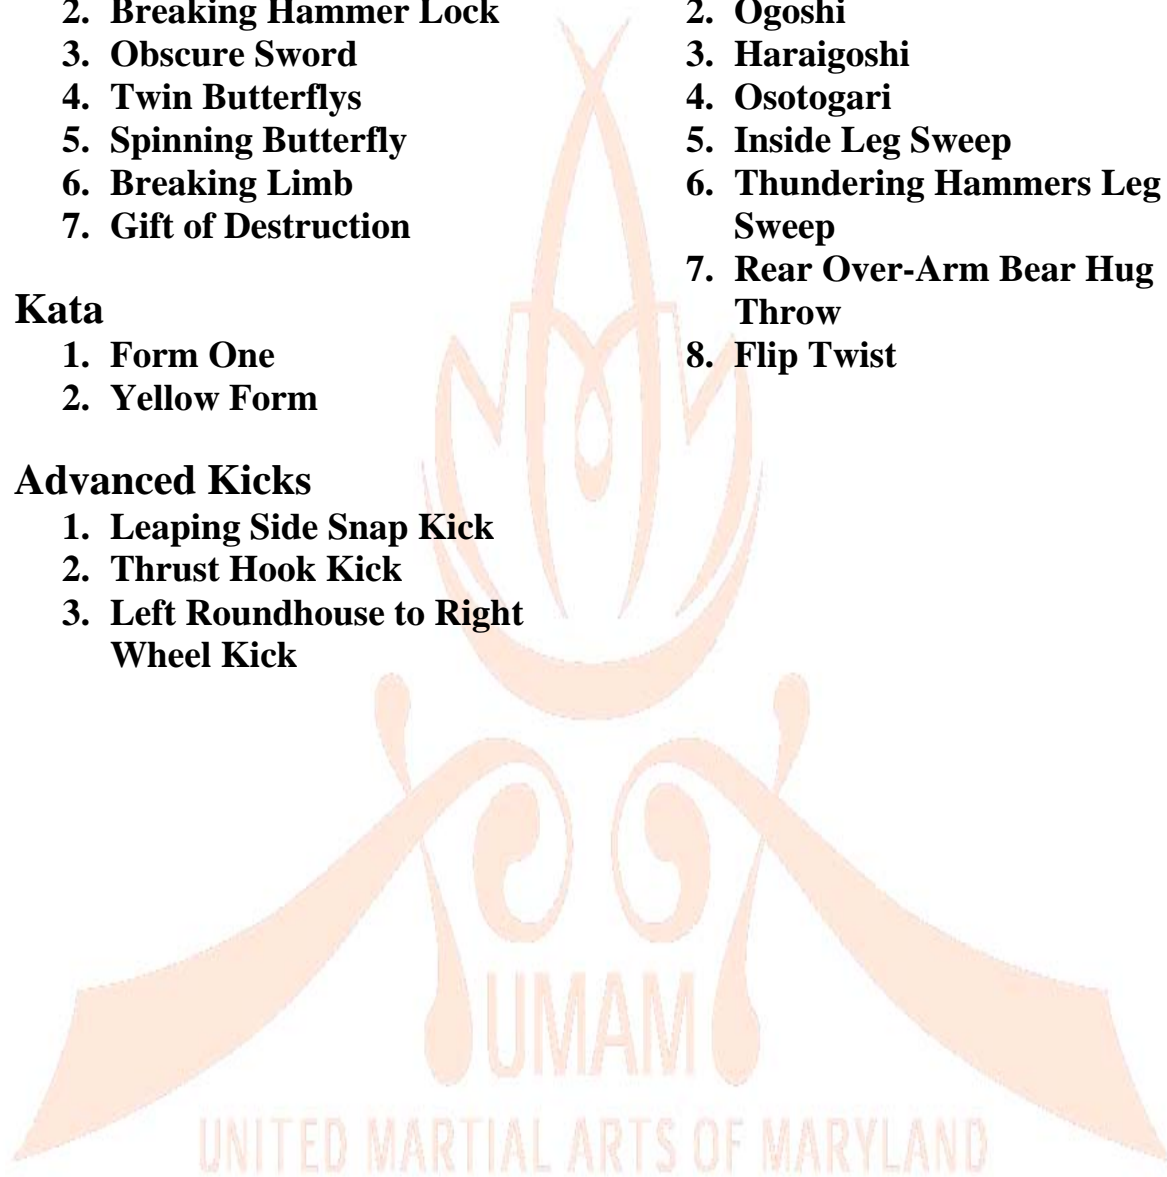 2. Breaking Hammer Lock
3. Obscure Sword
4. Twin Butterflys
5. Spinning Butterfly
6. Breaking Limb
7. Gift of Destruction
Kata
1. Form One
2. Yellow Form
Advanced Kicks
1. Leaping Side Snap Kick
2. Thrust Hook Kick
3. Left Roundhouse to Right
Wheel Kick
2. Ogoshi
3. Haraigoshi
4. Osotogari
5. Inside Leg Sweep
6. Thundering Hammers Leg
Sweep
7. Rear Over-Arm Bear Hug
Throw
8. Flip Twist
UMAM
UNITED MARTIAL ARTS OF MARYLAND